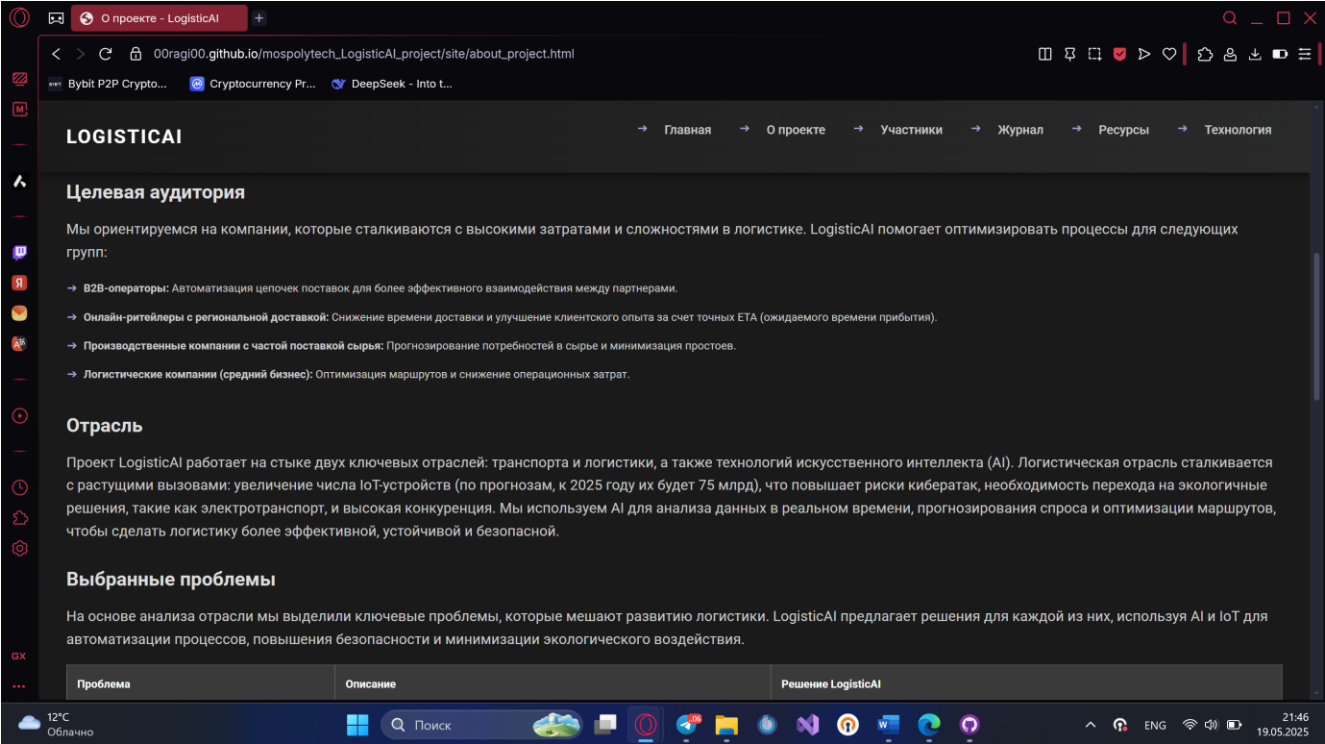 О проекте - LogisticAI
00ragi00.github.io/mospolytech_LogisticAI_project/site/about_project.html
Bybit P2P Crypto... Cryptocurrency Pr... DeepSeek - Into t...
LOGISTICAI
→ Главная → О проекте → Участники → Журнал → Ресурсы → Технология
Целевая аудитория
Мы ориентируемся на компании, которые сталкиваются с высокими затратами и сложностями в логистике. LogisticAI помогает оптимизировать процессы для следующих
групп:
→ B2B-операторы: Автоматизация цепочек поставок для более эффективного взаимодействия между партнерами.
→ Онлайн-ритейлеры с региональной доставкой: Снижение времени доставки и улучшение клиентского опыта за счет точных ETA (ожидаемого времени прибытия).
→ Производственные компании с частой поставкой сырья: Прогнозирование потребностей в сырье и минимизация простоев.
→ Логистические компании (средний бизнес): Оптимизация маршрутов и снижение операционных затрат.
Отрасль
Проект LogisticAI работает на стыке двух ключевых отраслей: транспорта и логистики, а также технологий искусственного интеллекта (AI). Логистическая отрасль сталкивается
с растущими вызовами: увеличение числа IoT-устройств (по прогнозам, к 2025 году их будет 75 млрд), что повышает риски кибератак, необходимость перехода на экологичные
решения, такие как электротранспорт, и высокая конкуренция. Мы используем AI для анализа данных в реальном времени, прогнозирования спроса и оптимизации маршрутов,
чтобы сделать логистику более эффективной, устойчивой и безопасной.
Выбранные проблемы
На основе анализа отрасли мы выделили ключевые проблемы, которые мешают развитию логистики. LogisticAI предлагает решения для каждой из них, используя AI и IoT для
автоматизации процессов, повышения безопасности и минимизации экологического воздействия.
Проблема Описание Решение LogisticAI
GX
12°C
Облачно
Поиск
ENG
21:46
19.05.2025